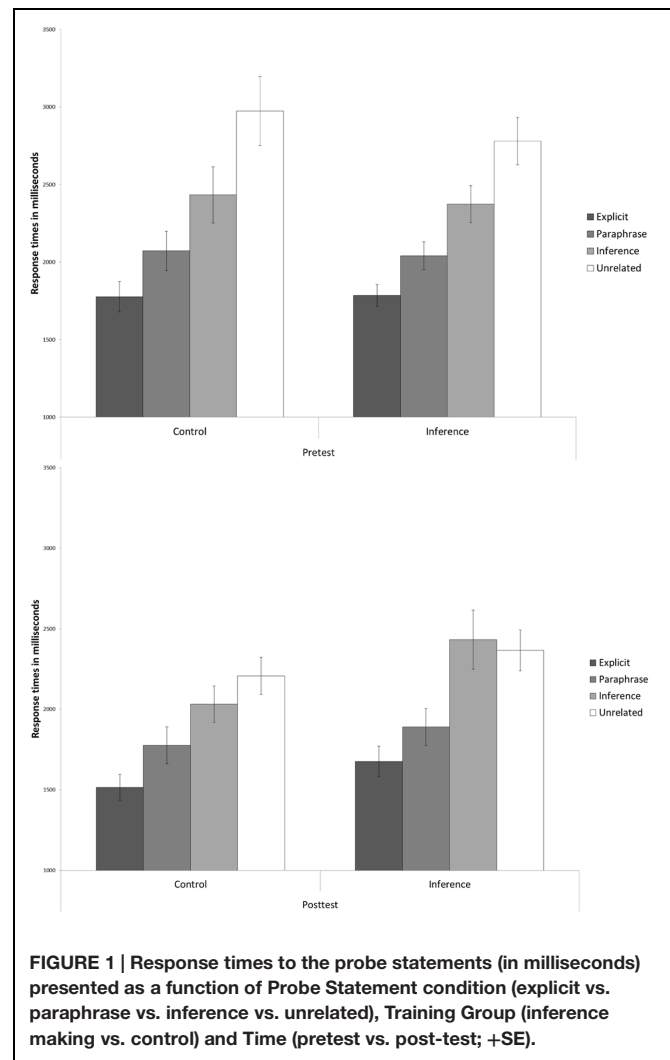 3500
3000
2500
2000
1500
1000
Response times in milliseconds
Explicit
Paraphrase
Inference
Unrelated
Control
Inference
Pretest
3500
3000
2500
2000
1500
1000
Response times in milliseconds
Explicit
Paraphrase
Inference
Unrelated
Control
Inference
Posttest
FIGURE 1 | Response times to the probe statements (in milliseconds)
presented as a function of Probe Statement condition (explicit vs.
paraphrase vs. inference vs. unrelated), Training Group (inference
making vs. control) and Time (pretest vs. post-test; +SE).